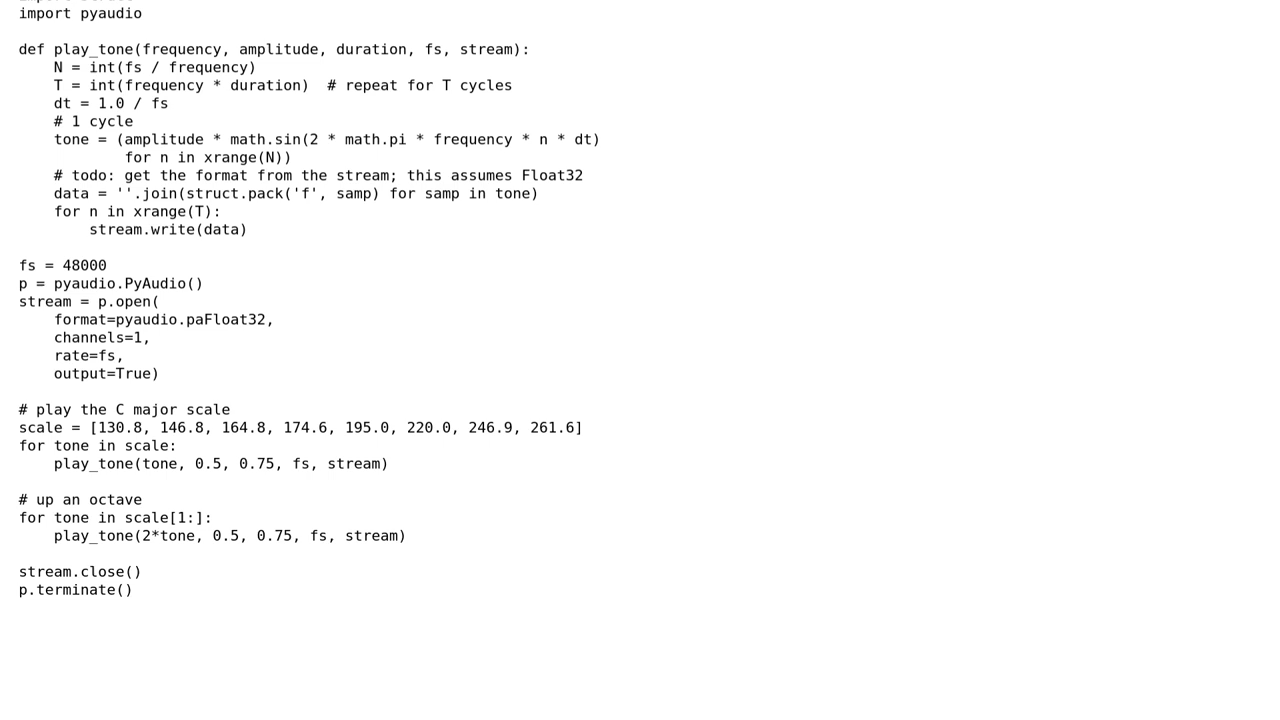 import pyaudio
def play_tone(frequency, amplitude, duration, fs, stream):
    N = int(fs / frequency)
    T = int(frequency * duration)  # repeat for T cycles
    dt = 1.0 / fs
    # 1 cycle
    tone = (amplitude * math.sin(2 * math.pi * frequency * n * dt)
            for n in xrange(N))
    # todo: get the format from the stream; this assumes Float32
    data = ''.join(struct.pack('f', samp) for samp in tone)
    for n in xrange(T):
        stream.write(data)
fs = 48000
p = pyaudio.PyAudio()
stream = p.open(
    format=pyaudio.paFloat32,
    channels=1,
    rate=fs,
    output=True)
# play the C major scale
scale = [130.8, 146.8, 164.8, 174.6, 195.0, 220.0, 246.9, 261.6]
for tone in scale:
    play_tone(tone, 0.5, 0.75, fs, stream)
# up an octave
for tone in scale[1:]:
    play_tone(2*tone, 0.5, 0.75, fs, stream)
stream.close()
p.terminate()